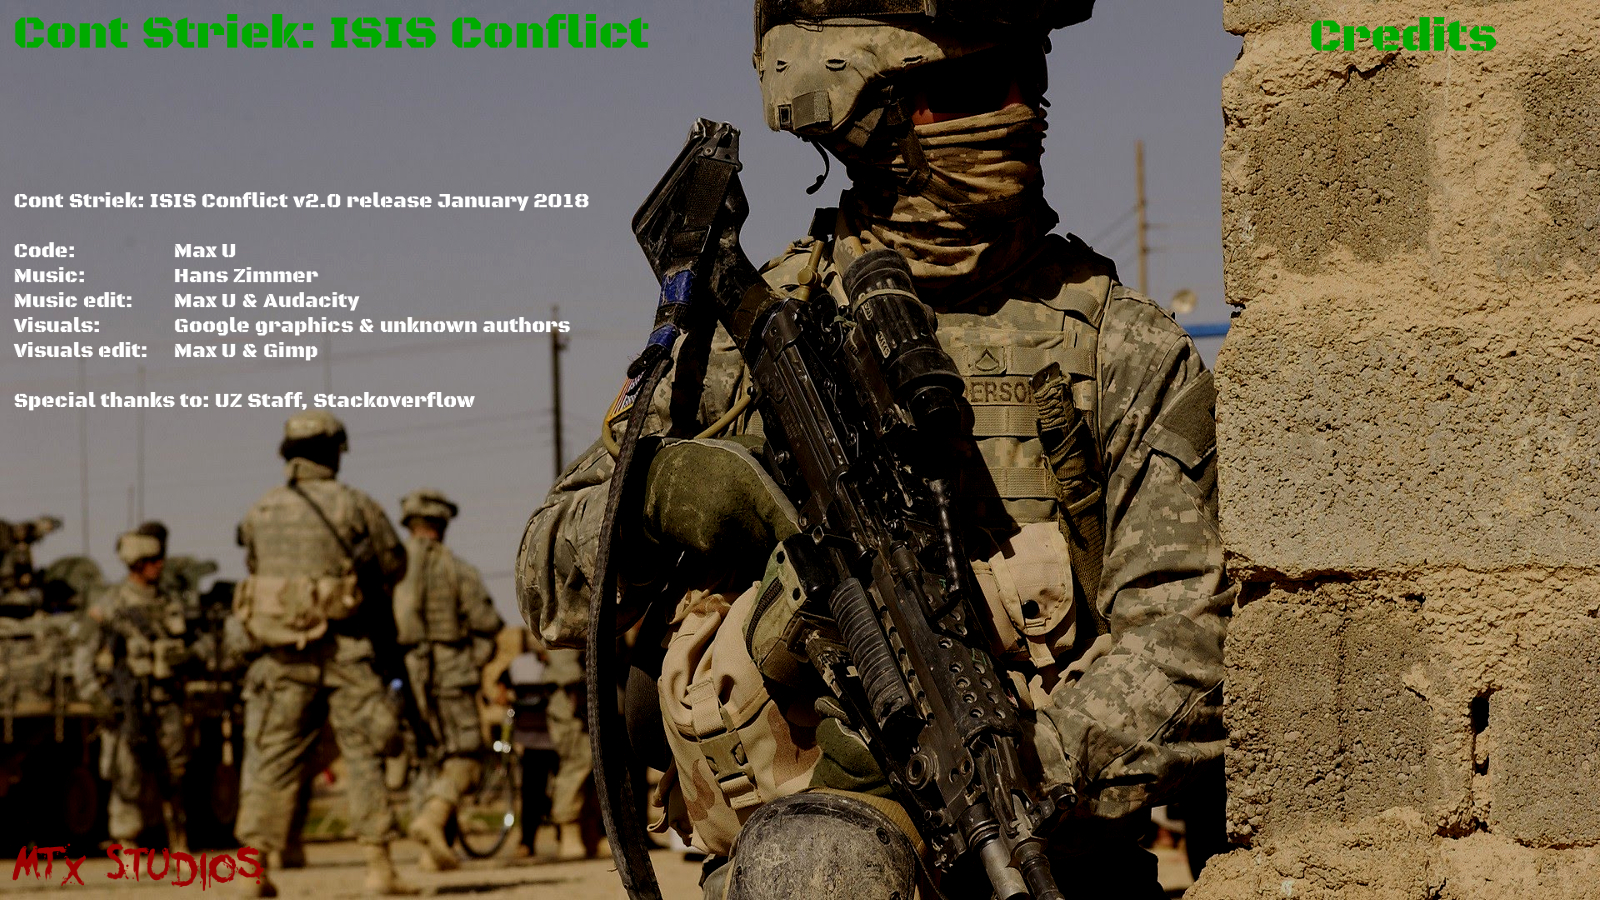 Cont Striek: ISIS Conflict
Credits
Cont Striek: ISIS Conflict v2.0 release January 2018
Code: Max U
Music: Hans Zimmer
Music edit: Max U & Audacity
Visuals: Google graphics & unknown authors
Visuals edit: Max U & Gimp
Special thanks to: UZ Staff, Stackoverflow
ERSON
MTx STUDIOS